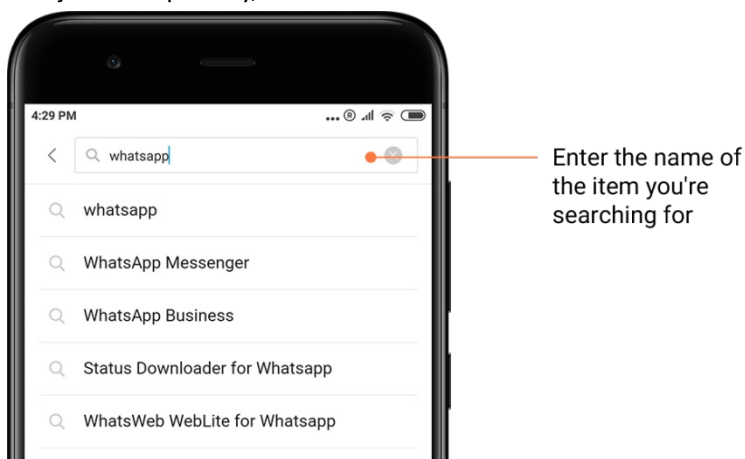 4:29 PM
whatsapp
Enter the name of
the item you're
searching for
whatsapp
WhatsApp Messenger
WhatsApp Business
Status Downloader for Whatsapp
WhatsWeb WebLite for Whatsapp